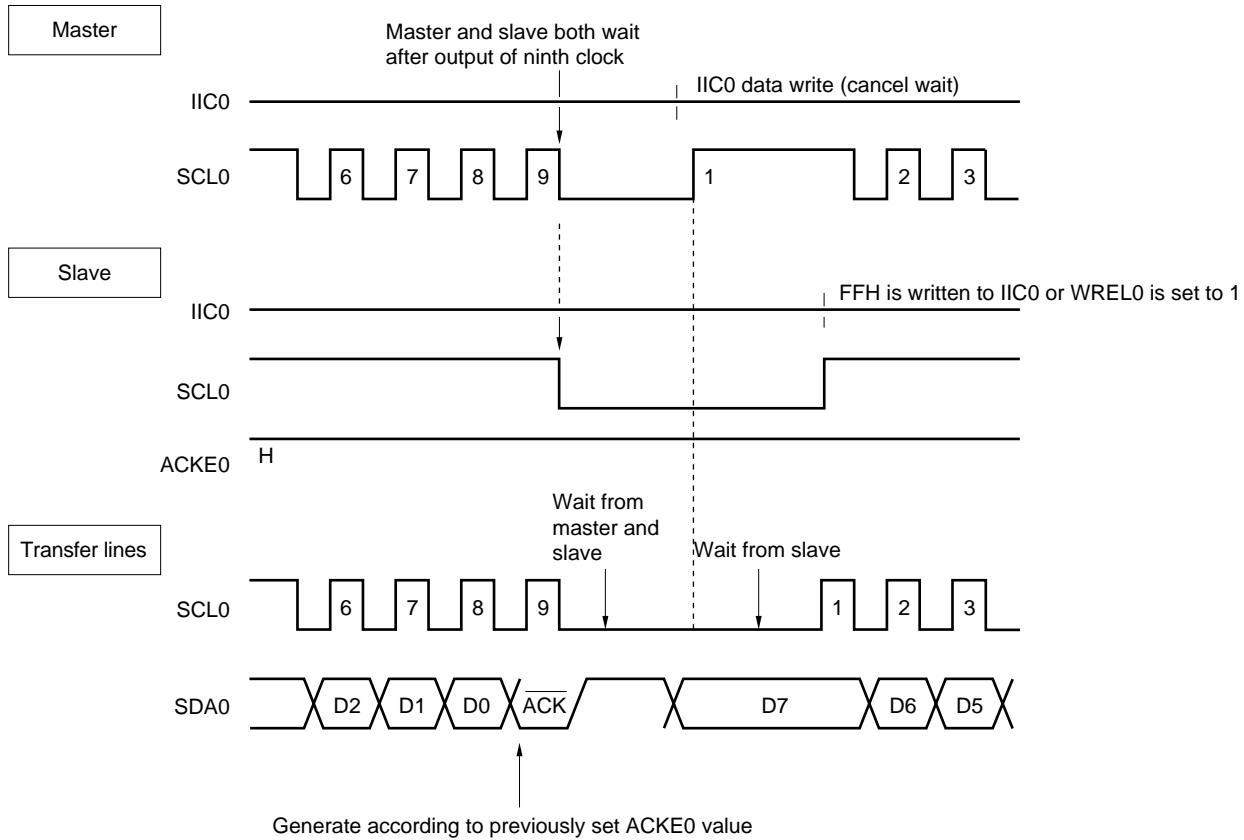 Master
Master and slave both wait
after output of ninth clock
IIC0 data write (cancel wait)
IIC0
SCL0
6 7 8 9 1 2 3
Slave
FFH is written to IIC0 or WREL0 is set to 1
IIC0
SCL0
H
ACKE0
Wait from
master and
slave
Wait from slave
Transfer lines
SCL0
6 7 8 9 1 2 3
SDA0
D2 D1 D0 ACK D7 D6 D5
Generate according to previously set ACKE0 value